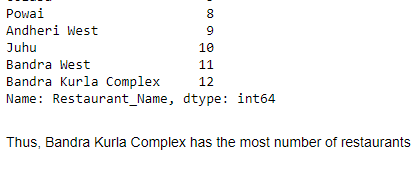 Powai 8
Andheri West 9
Juhu 10
Bandra West 11
Bandra Kurla Complex 12
Name: Restaurant_Name, dtype: int64
Thus, Bandra Kurla Complex has the most number of restaurants